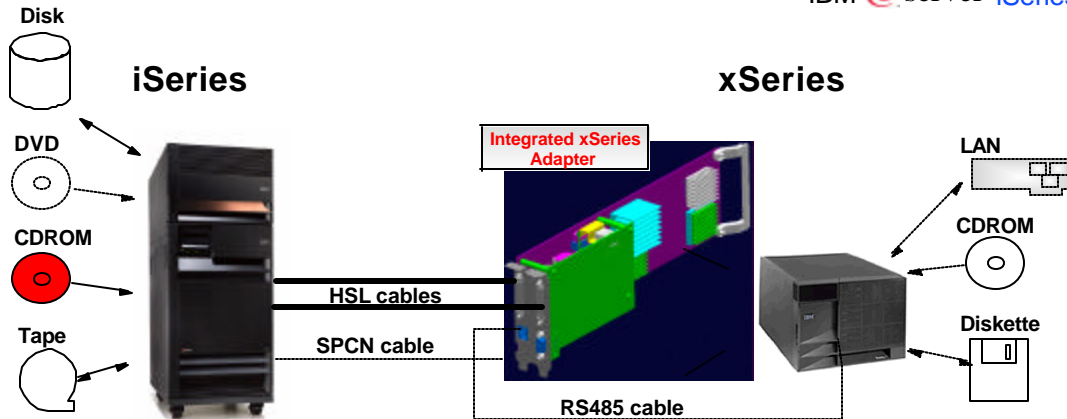 Disk
iSeries
xSeries
DVD
Integrated xSeries
Adapter
LAN
CDROM
CDROM
HSL cables
Tape
SPCN cable
Diskette
RS485 cable